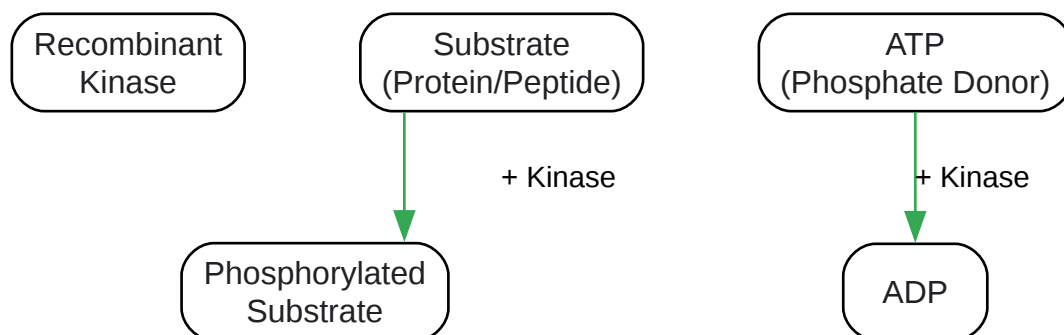 Recombinant
Kinase
Substrate
(Protein/Peptide)
ATP
(Phosphate Donor)
+ Kinase
+ Kinase
Phosphorylated
Substrate
ADP